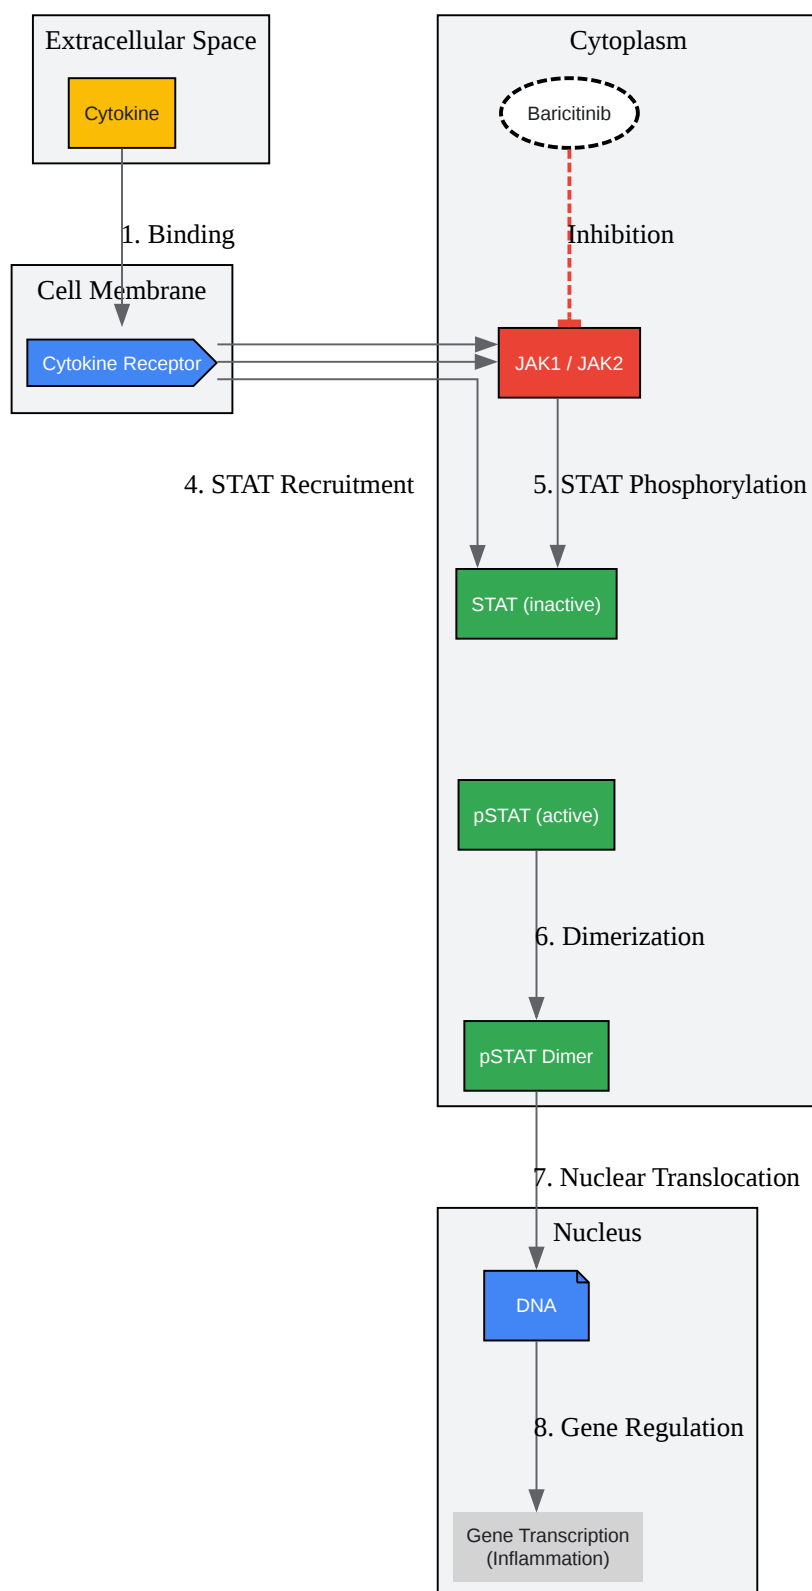 Extracellular Space
Cytoplasm
Cytokine
Baricitinib
1. Binding
Inhibition
Cell Membrane
Cytokine Receptor
JAK1 / JAK2
4. STAT Recruitment
5. STAT Phosphorylation
STAT (inactive)
pSTAT (active)
6. Dimerization
pSTAT Dimer
7. Nuclear Translocation
Nucleus
DNA
8. Gene Regulation
Gene Transcription
(Inflammation)